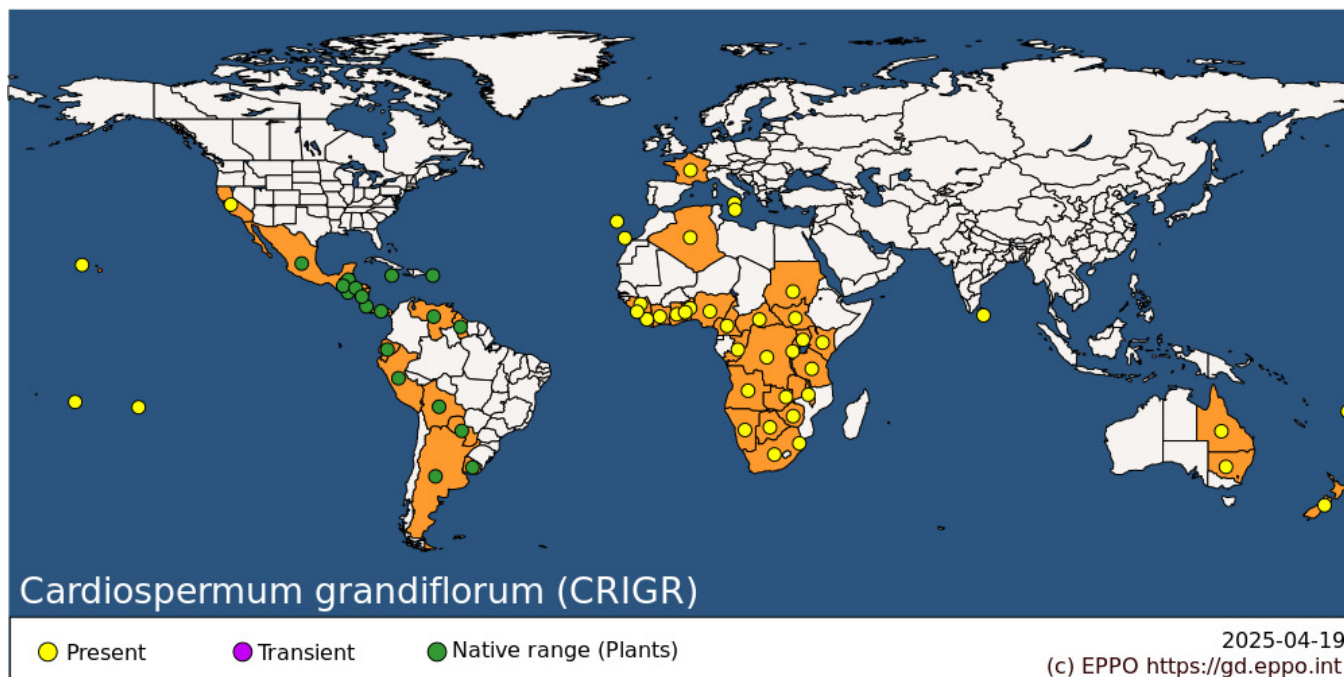 Cardiospermum grandiflorum (CRIGR)
Present
Transient
Native range (Plants)
2025-04-19
(c) EPPO https://gd.eppo.int